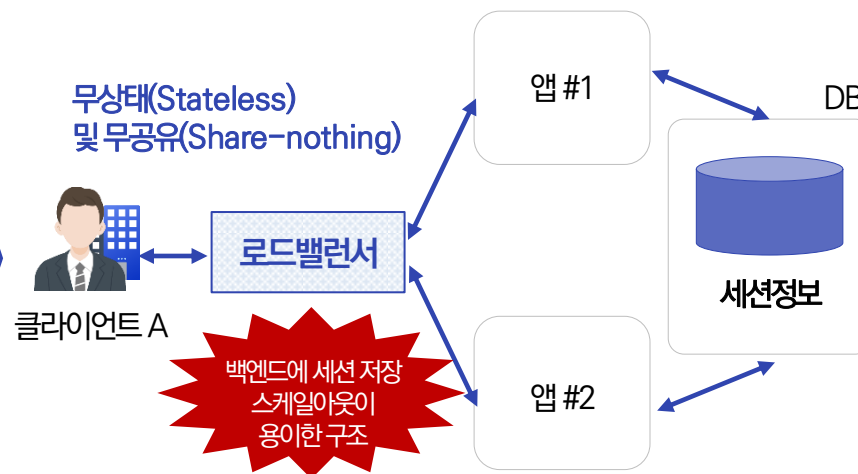 무상태(Stateless)
및 무공유(Share-nothing)
클라이언트 A
로드밸런서
백엔드에 세션 저장
스케일아웃이
용이한 구조
앱 #1
앱 #2
DB
세션정보